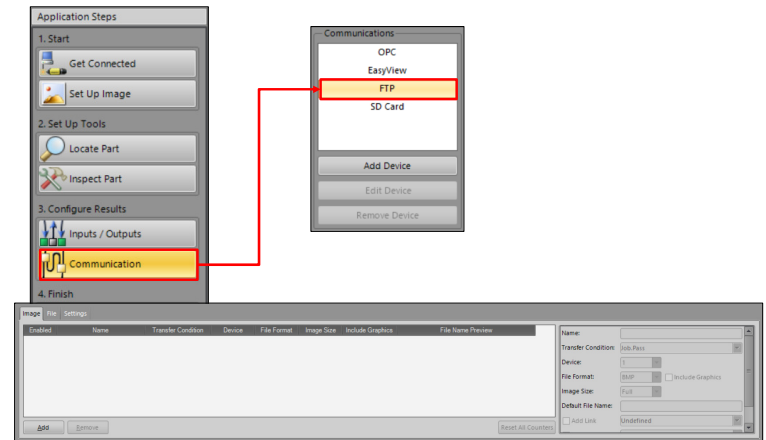 Application Steps
1. Start
Get Connected
Set Up Image
2. Set Up Tools
Locate Part
Inspect Part
3. Configure Results
Inputs / Outputs
Communication
4. Finish
Communications
OPC
EasyView
FTP
SD Card
Add Device
Edit Device
Remove Device
Image File Settings
Enabled Name Transfer Condition Device File Format Image Size Include Graphics File Name Preview
Add Remove Reset All Counters
Name:
Transfer Condition: Job.Pass
Device: 1
File Format: BMP Include Graphics
Image Size: Full
Default File Name:
Add Link Undefined